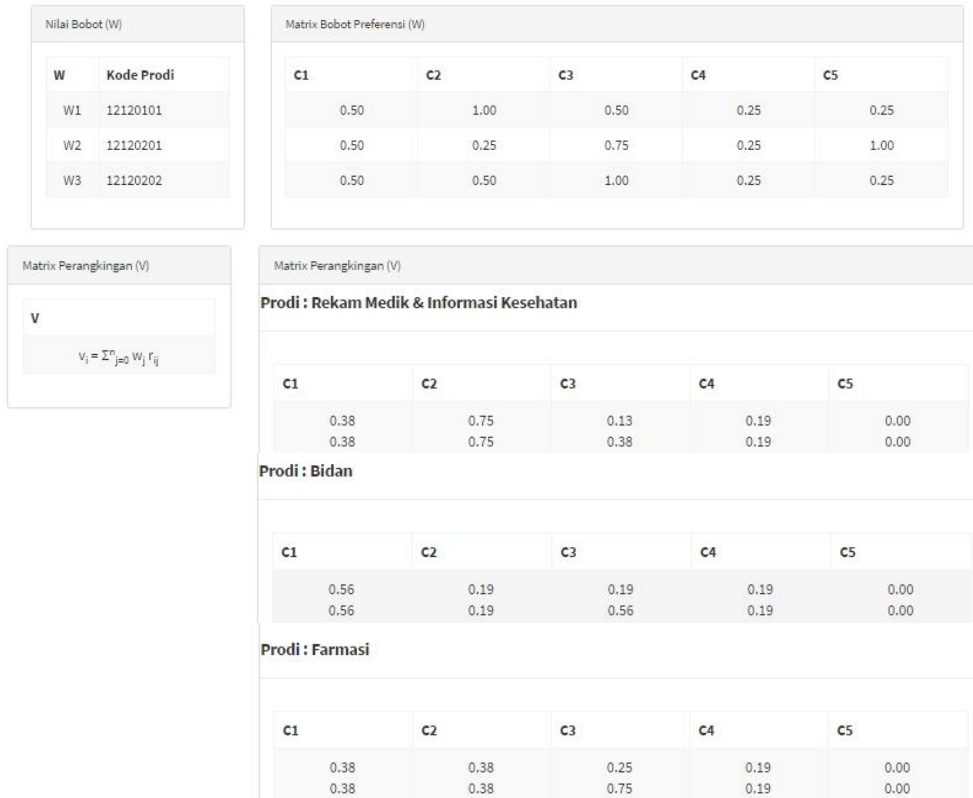 Nilai Bobot (W)
W Kode Prodi
W1 12120101
W2 12120201
W3 12120202
Matrix Bobot Preferensi (W)
C1 C2 C3 C4 C5
0.50 1.00 0.50 0.25 0.25
0.50 0.25 0.75 0.25 1.00
0.50 0.50 1.00 0.25 0.25
Matrix Perangkingan (V)
V
vᵢ = Σⁿⱼ₌₀ wⱼ rᵢⱼ
Matrix Perangkingan (V)
Prodi : Rekam Medik & Informasi Kesehatan
C1 C2 C3 C4 C5
0.38 0.75 0.13 0.19 0.00
0.38 0.75 0.38 0.19 0.00
Prodi : Bidan
C1 C2 C3 C4 C5
0.56 0.19 0.19 0.19 0.00
0.56 0.19 0.56 0.19 0.00
Prodi : Farmasi
C1 C2 C3 C4 C5
0.38 0.38 0.25 0.19 0.00
0.38 0.38 0.75 0.19 0.00